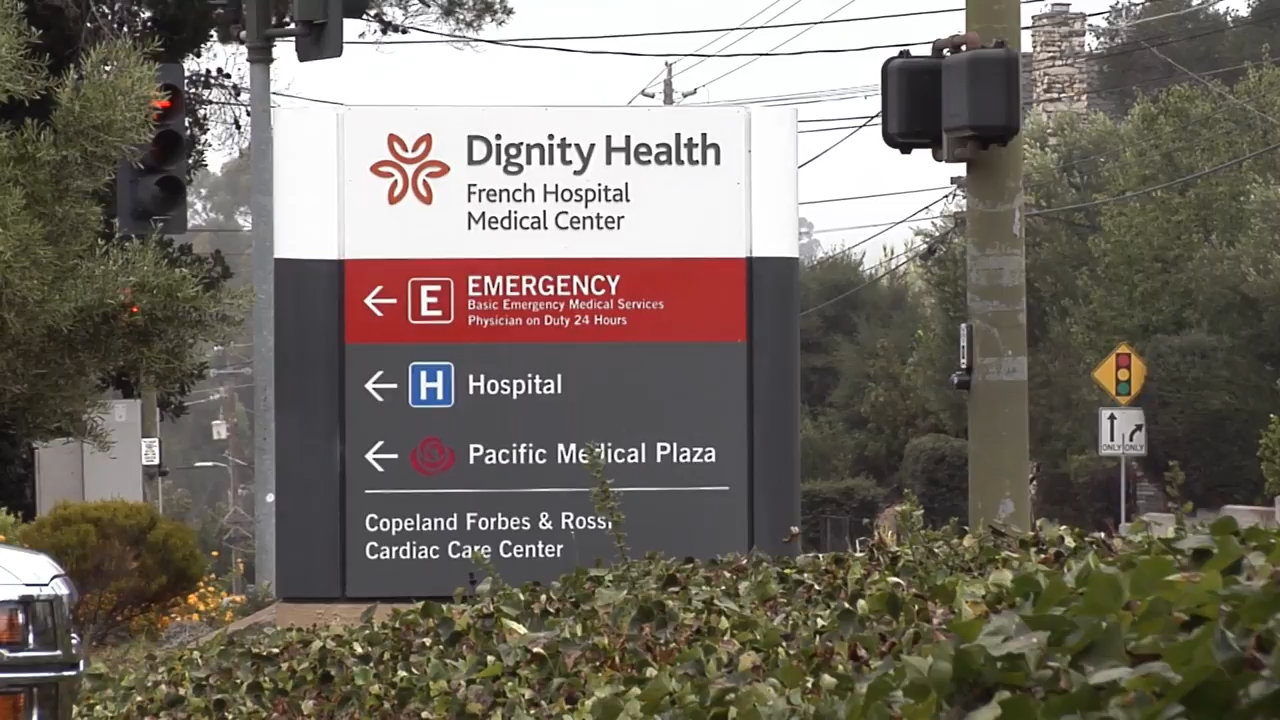 Dignity Health
French Hospital
Medical Center
E EMERGENCY
Basic Emergency Medical Services
Physician on Duty 24 Hours
H Hospital
Pacific Medical Plaza
Copeland Forbes & Rossi
Cardiac Care Center
ONLY ONLY